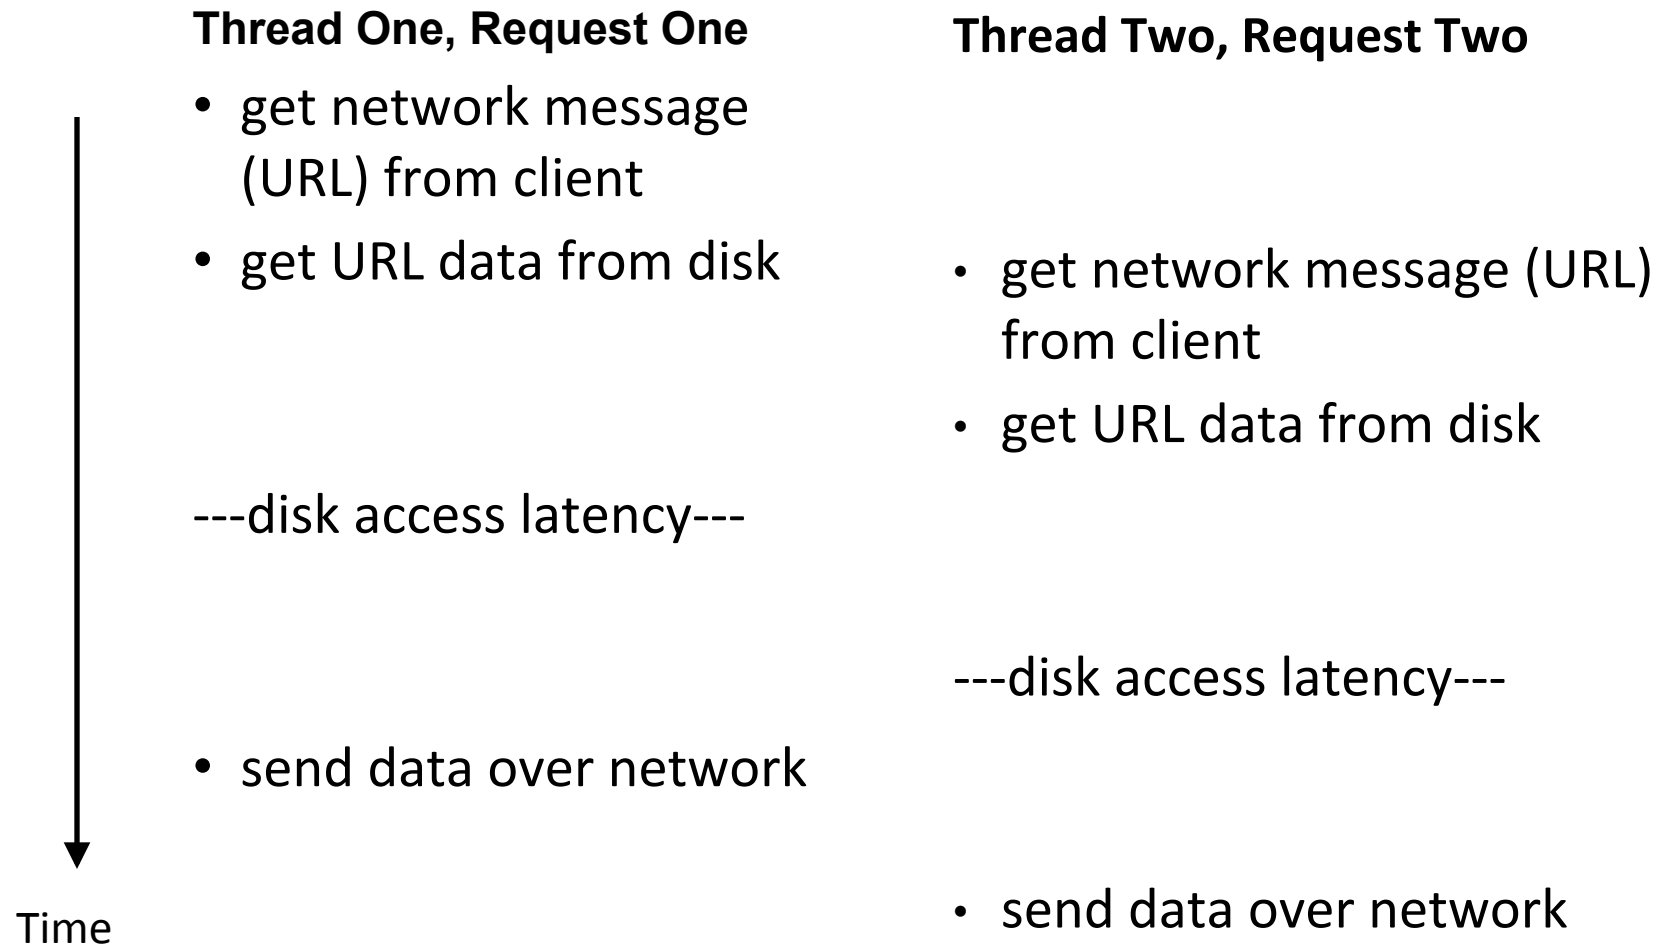 Thread One, Request One
• get network message
(URL) from client
• get URL data from disk
---disk access latency---
• send data over network
Thread Two, Request Two
• get network message (URL)
from client
• get URL data from disk
---disk access latency---
• send data over network
Time